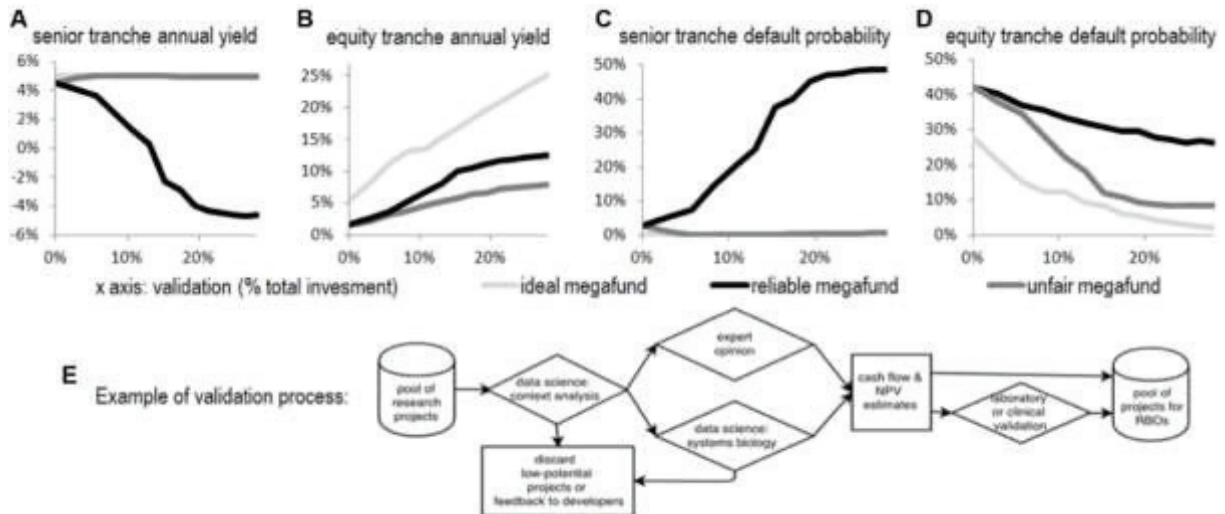 A
senior tranche annual yield
6%
4%
2%
0%
-2%
-4%
-6%
0%
10%
20%
B
equity tranche annual yield
25%
20%
15%
10%
5%
0%
0%
10%
20%
C
senior tranche default probability
50%
40%
30%
20%
10%
0%
0%
10%
20%
D
equity tranche default probability
50%
40%
30%
20%
10%
0%
0%
10%
20%
x axis: validation (% total invesment)
ideal megafund
reliable megafund
unfair megafund
E
Example of validation process:
pool of
research
projects
data science:
context analysis
expert
opinion
data science:
systems biology
discard
low-potential
projects or
feedback to developers
cash flow &
NPV
estimates
laboratory
or clinical
validation
pool of
projects for
RBOs